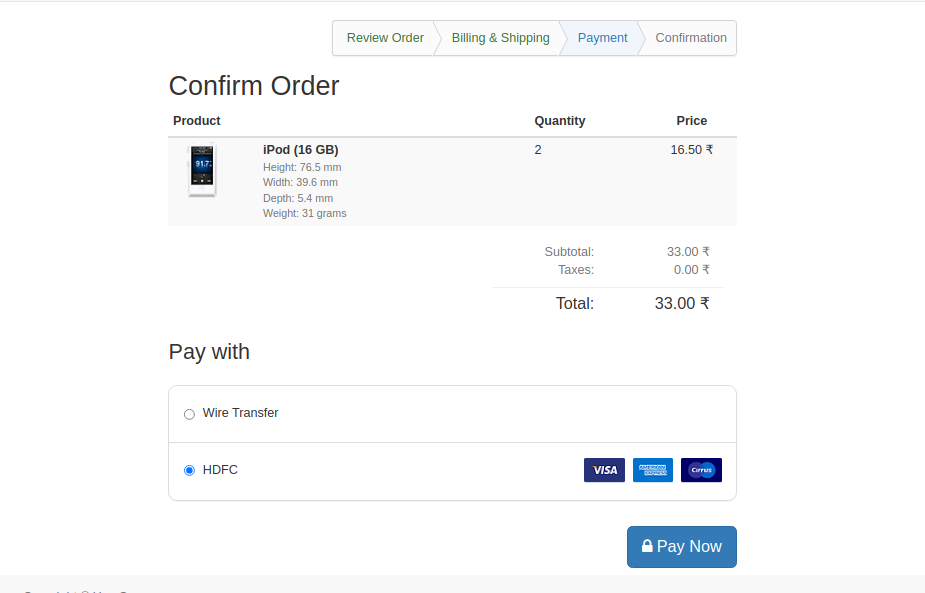 Review Order Billing & Shipping Payment Confirmation
Confirm Order
Product Quantity Price
iPod (16 GB) 2 16.50 ₹
Height: 76.5 mm
Width: 39.6 mm
Depth: 5.4 mm
Weight: 31 grams
91.7
Subtotal: 33.00 ₹
Taxes: 0.00 ₹
Total: 33.00 ₹
Pay with
Wire Transfer
HDFC VISA AMERICAN EXPRESS Cirrus
Pay Now